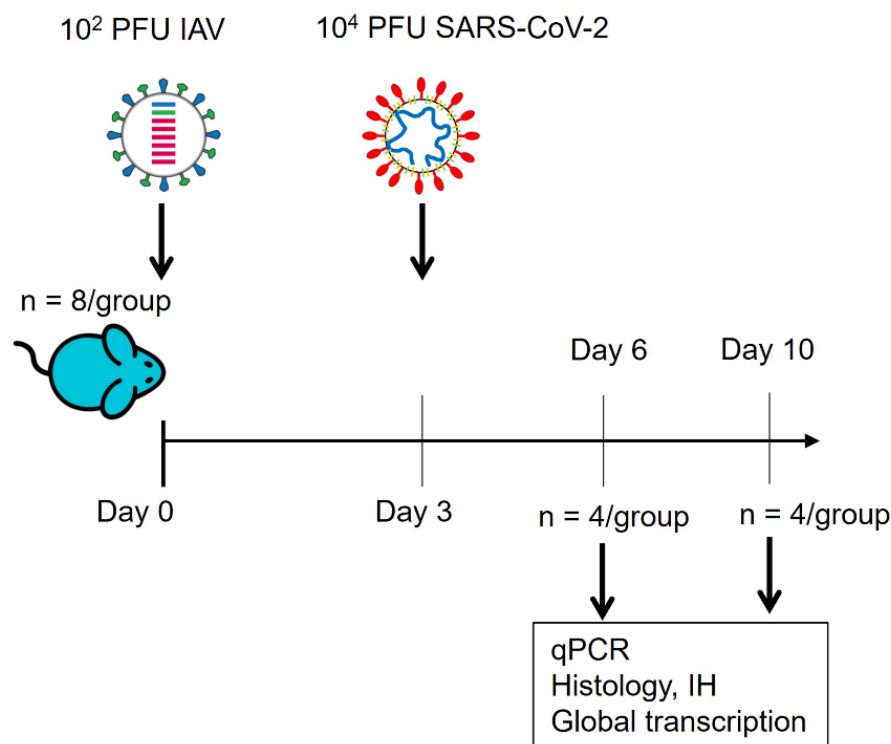 10² PFU IAV
10⁴ PFU SARS-CoV-2
n = 8/group
Day 6
Day 10
Day 0
Day 3
n = 4/group
n = 4/group
qPCR
Histology, IH
Global transcription